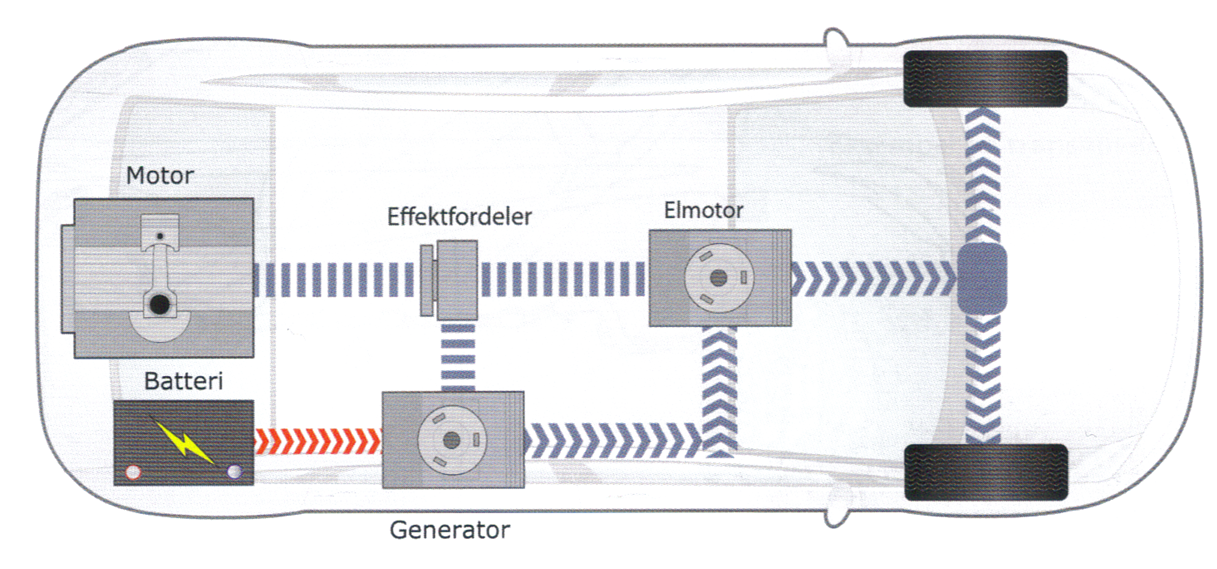 Motor
Effektfordeler
Elmotor
Batteri
Generator